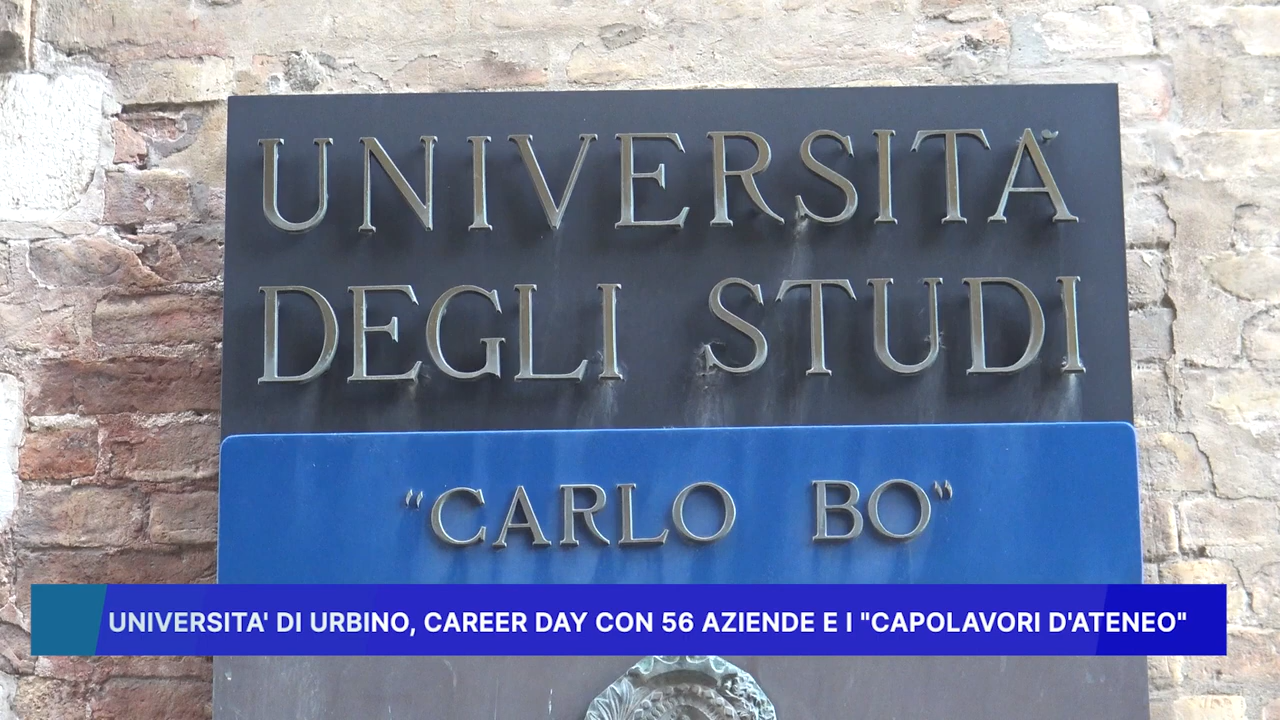 UNIVERSITÀ
DEGLI STUDI
"CARLO BO"
UNIVERSITA' DI URBINO, CAREER DAY CON 56 AZIENDE E I "CAPOLAVORI D'ATENEO"